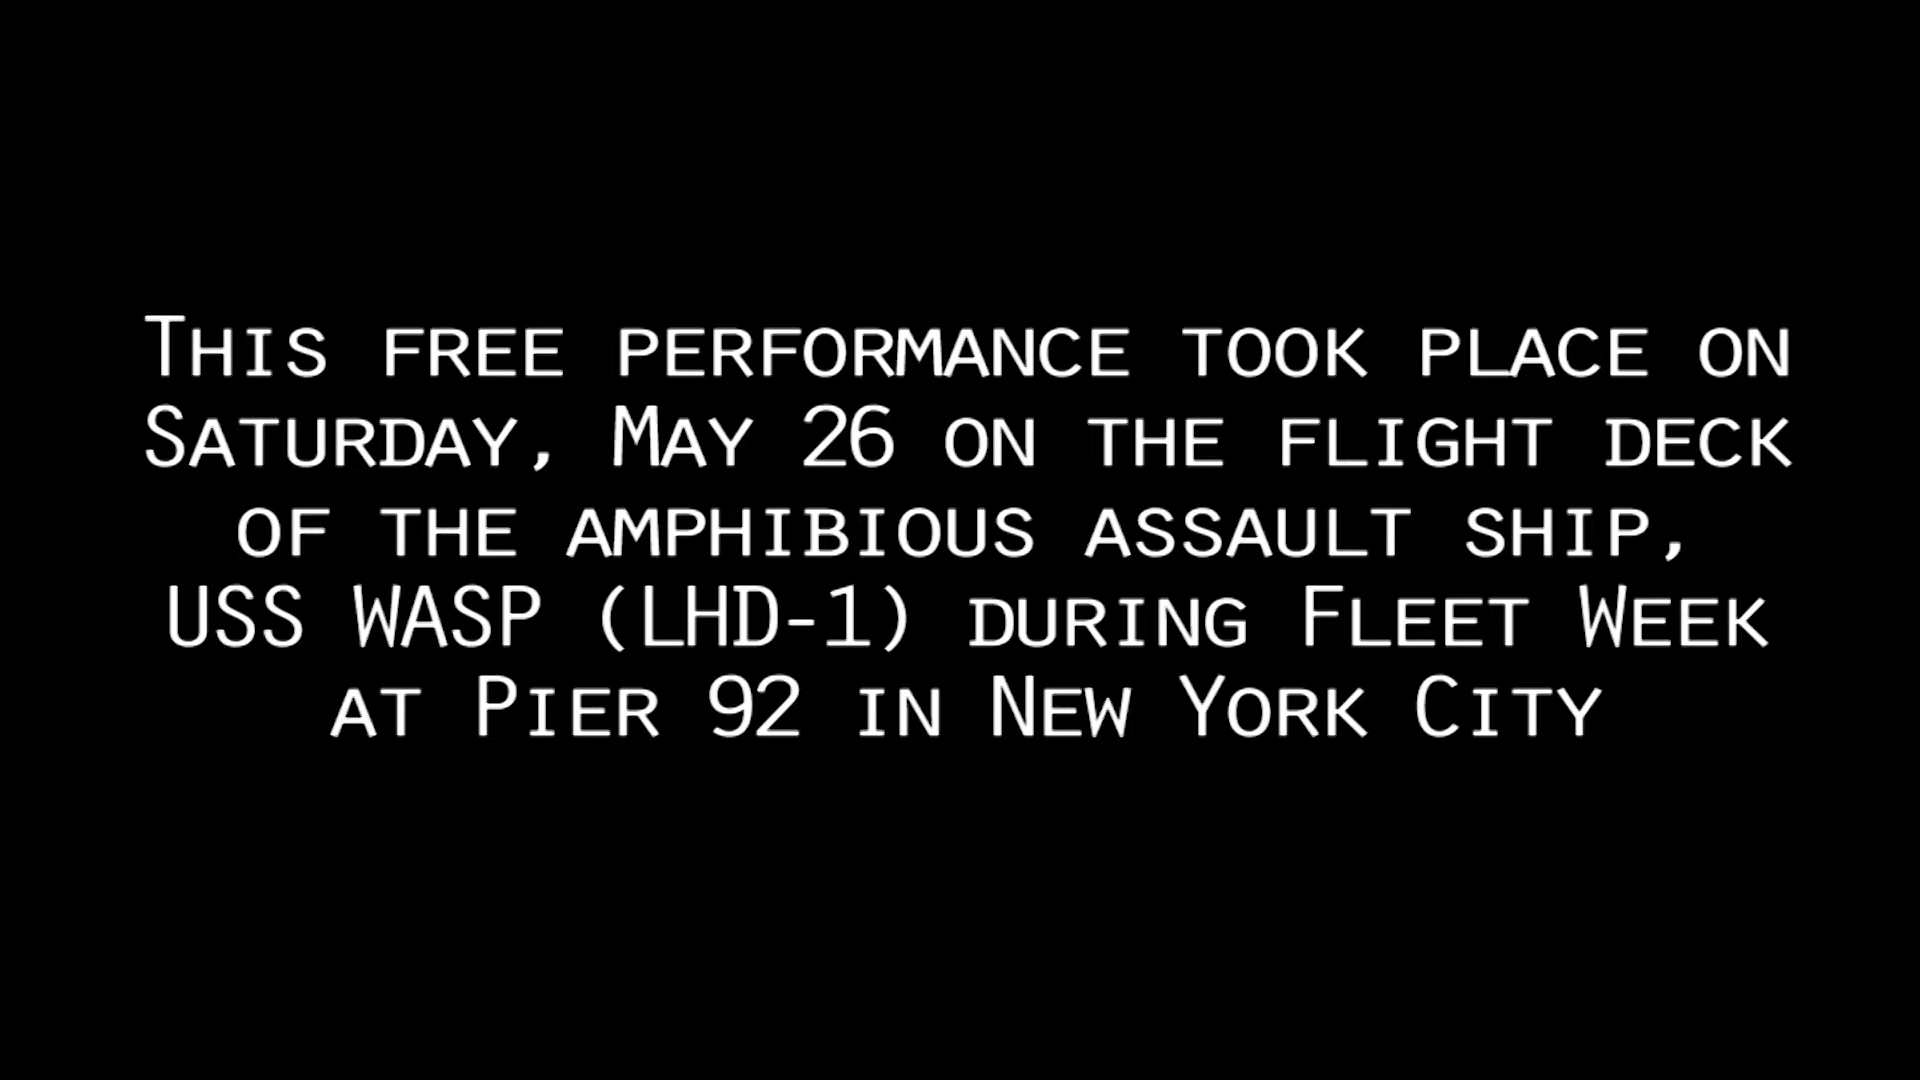 This free performance took place on
Saturday, May 26 on the flight deck
of the amphibious assault ship,
USS WASP (LHD-1) during Fleet Week
at Pier 92 in New York City